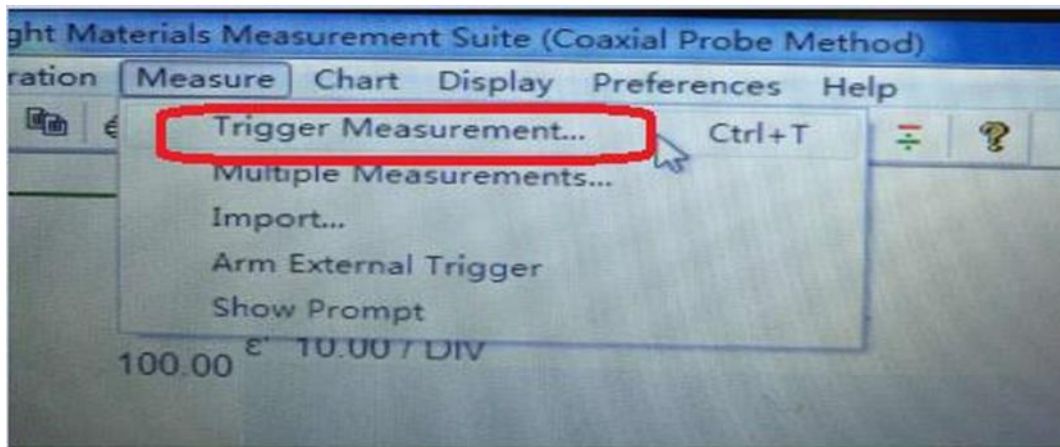 ght Materials Measurement Suite (Coaxial Probe Method)
ration Measure Chart Display Preferences Help
Trigger Measurement... Ctrl+T
Multiple Measurements...
Import...
Arm External Trigger
Show Prompt
100.00 ε' 10.00 / DIV